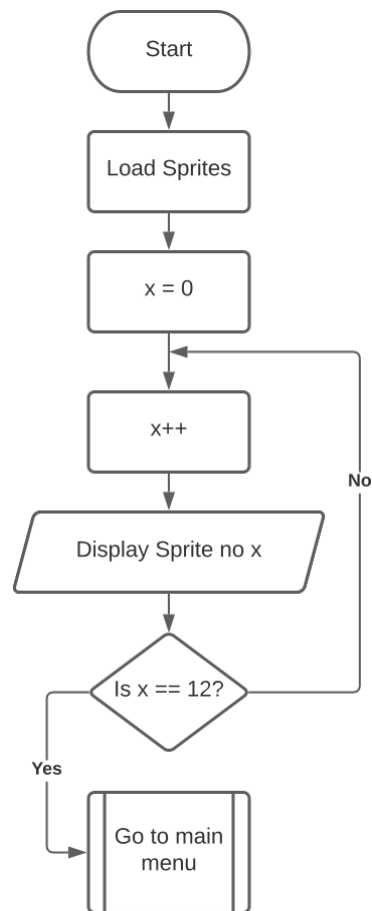 Start
Load Sprites
x = 0
x++
No
Display Sprite no x
Is x == 12?
Yes
Go to main
menu